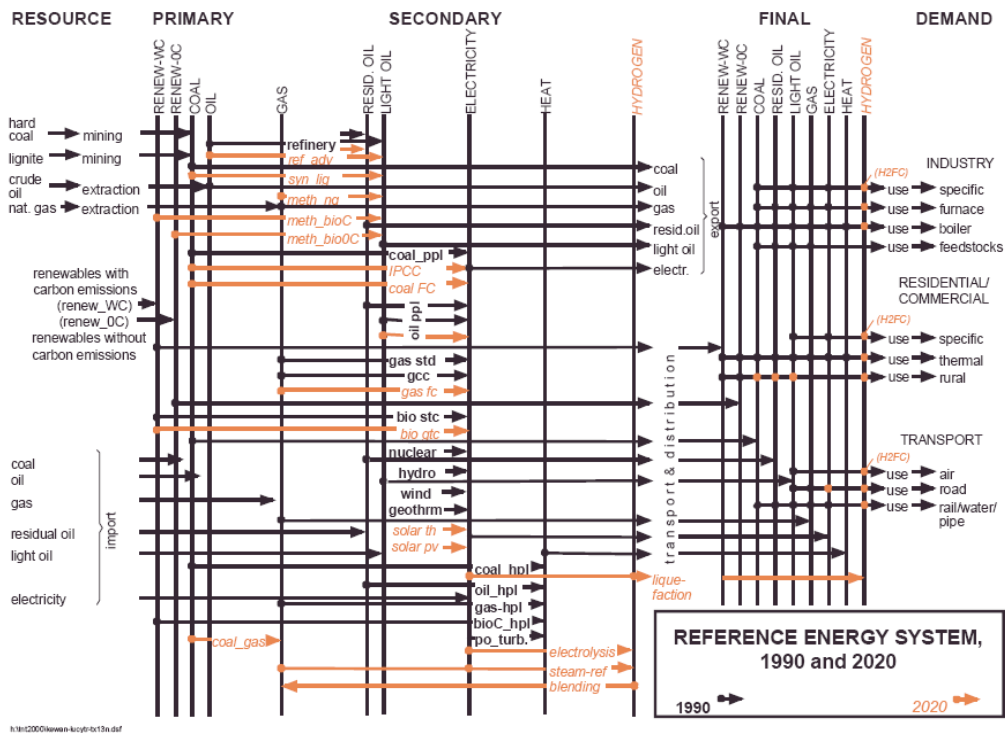 RESOURCE PRIMARY SECONDARY FINAL DEMAND
RENEW-WC
RENEW-0C
COAL
OIL
GAS
RESID. OIL
LIGHT OIL
ELECTRICITY
HEAT
HYDROGEN
RENEW-WC
RENEW-0C
COAL
RESID. OIL
LIGHT OIL
GAS
ELECTRICITY
HEAT
HYDROGEN
hard
coal mining
lignite mining
crude
oil extraction
nat. gas extraction
renewables with
carbon emissions
(renew_WC)
(renew_0C)
renewables without
carbon emissions
coal
oil
gas
residual oil
light oil
electricity
import
refinery
ref_adv
syn_liq
meth_ng
meth_bioC
meth_bio0C
coal_ppl
IPCC
coal FC
oil ppl
gas std
gcc
gas fc
bio stc
bio gtc
nuclear
hydro
wind
geothrm
solar th
solar pv
coal_hpl
oil_hpl
gas-hpl
bioC_hpl
po_turb.
coal_gas
electrolysis
steam-ref
blending
coal
oil
gas
resid.oil
light oil
electr.
export
transport & distribution
lique-
faction
INDUSTRY
(H2FC)
use specific
use furnace
use boiler
use feedstocks
RESIDENTIAL/
COMMERCIAL
(H2FC)
use specific
use thermal
use rural
TRANSPORT
(H2FC)
use air
use road
use rail/water/
pipe
REFERENCE ENERGY SYSTEM,
1990 and 2020
1990 2020